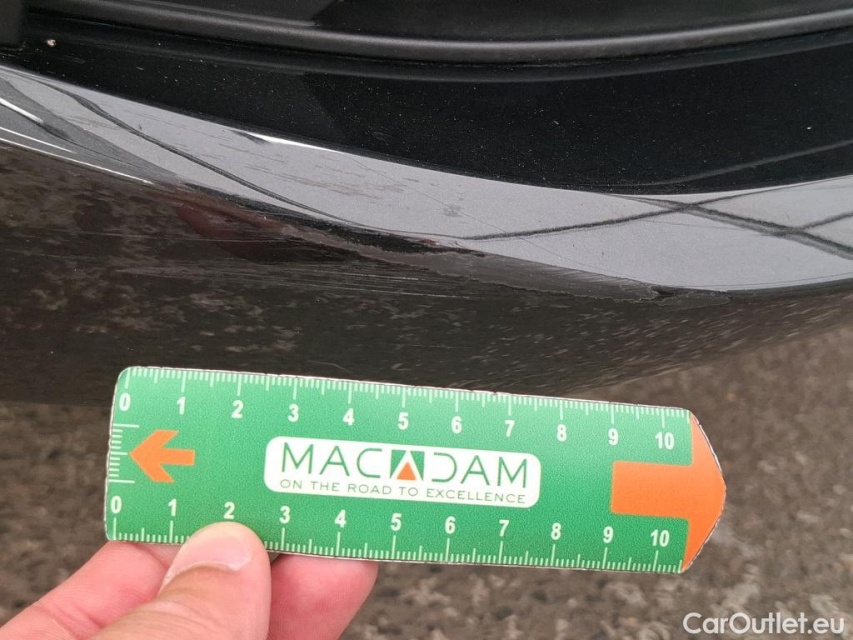 0 1 2 3 4 5 6 7 8 9 10
MACADAM
ON THE ROAD TO EXCELLENCE
0 1 2 3 4 5 6 7 8 9 10
CarOutlet.eu